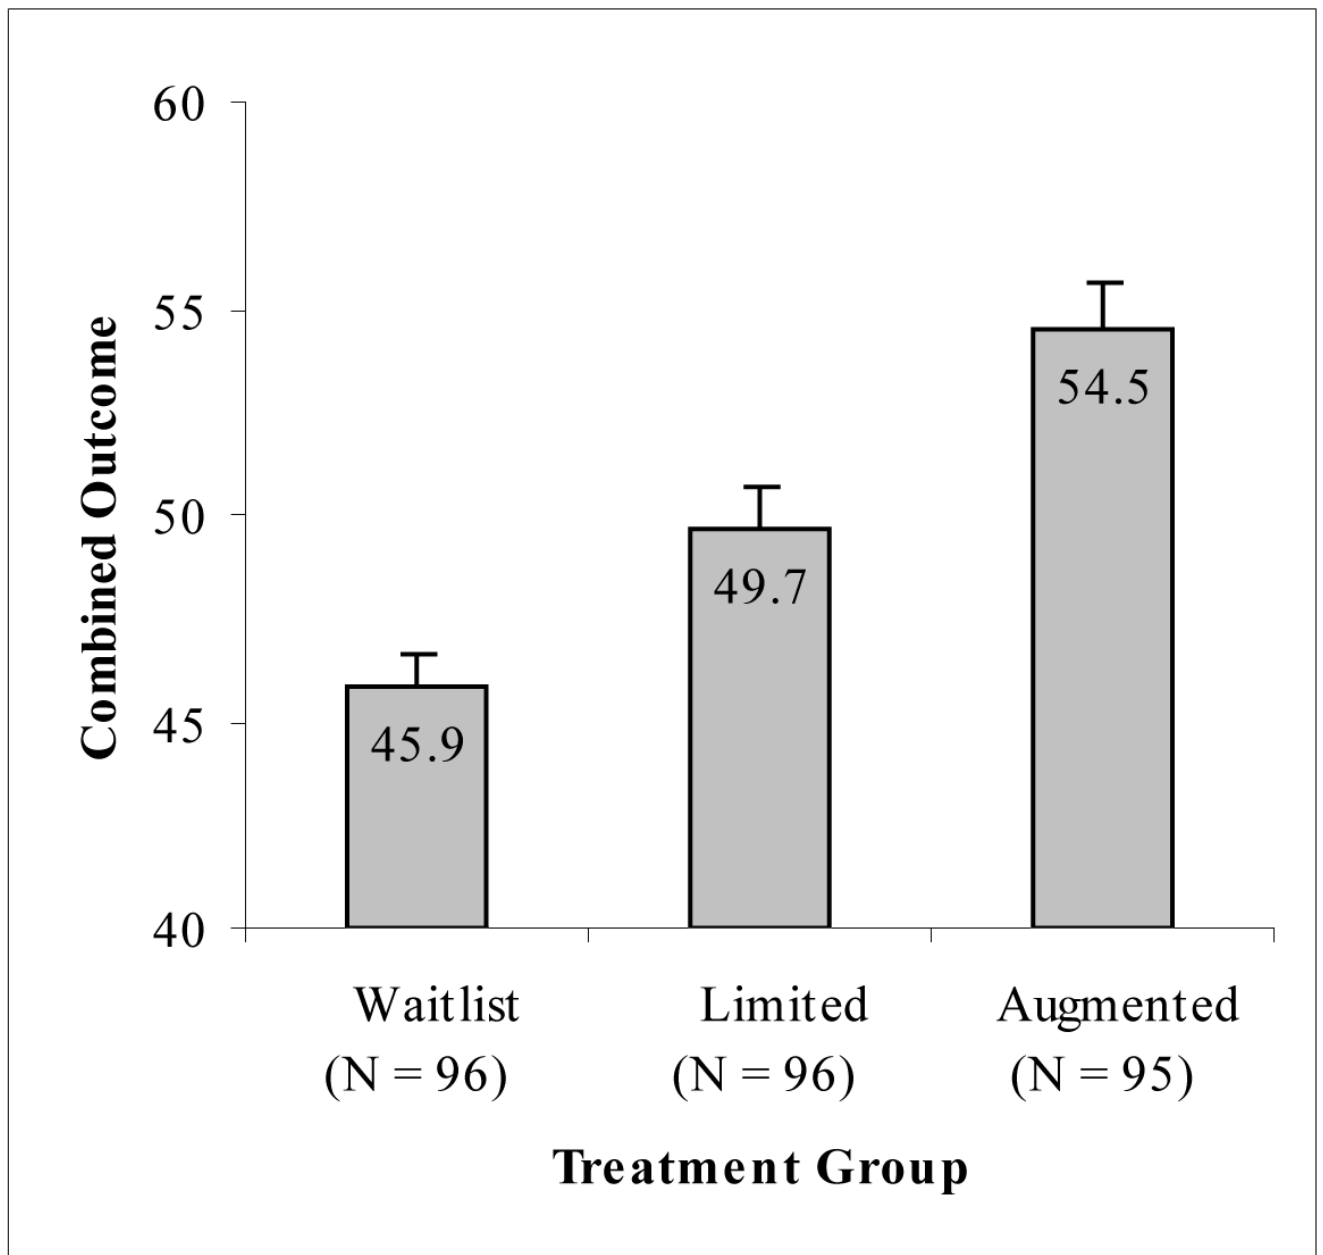 60
55
50
45
40
Combined Outcome
45.9
49.7
54.5
Waitlist Limited Augmented
(N = 96) (N = 96) (N = 95)
Treatment Group